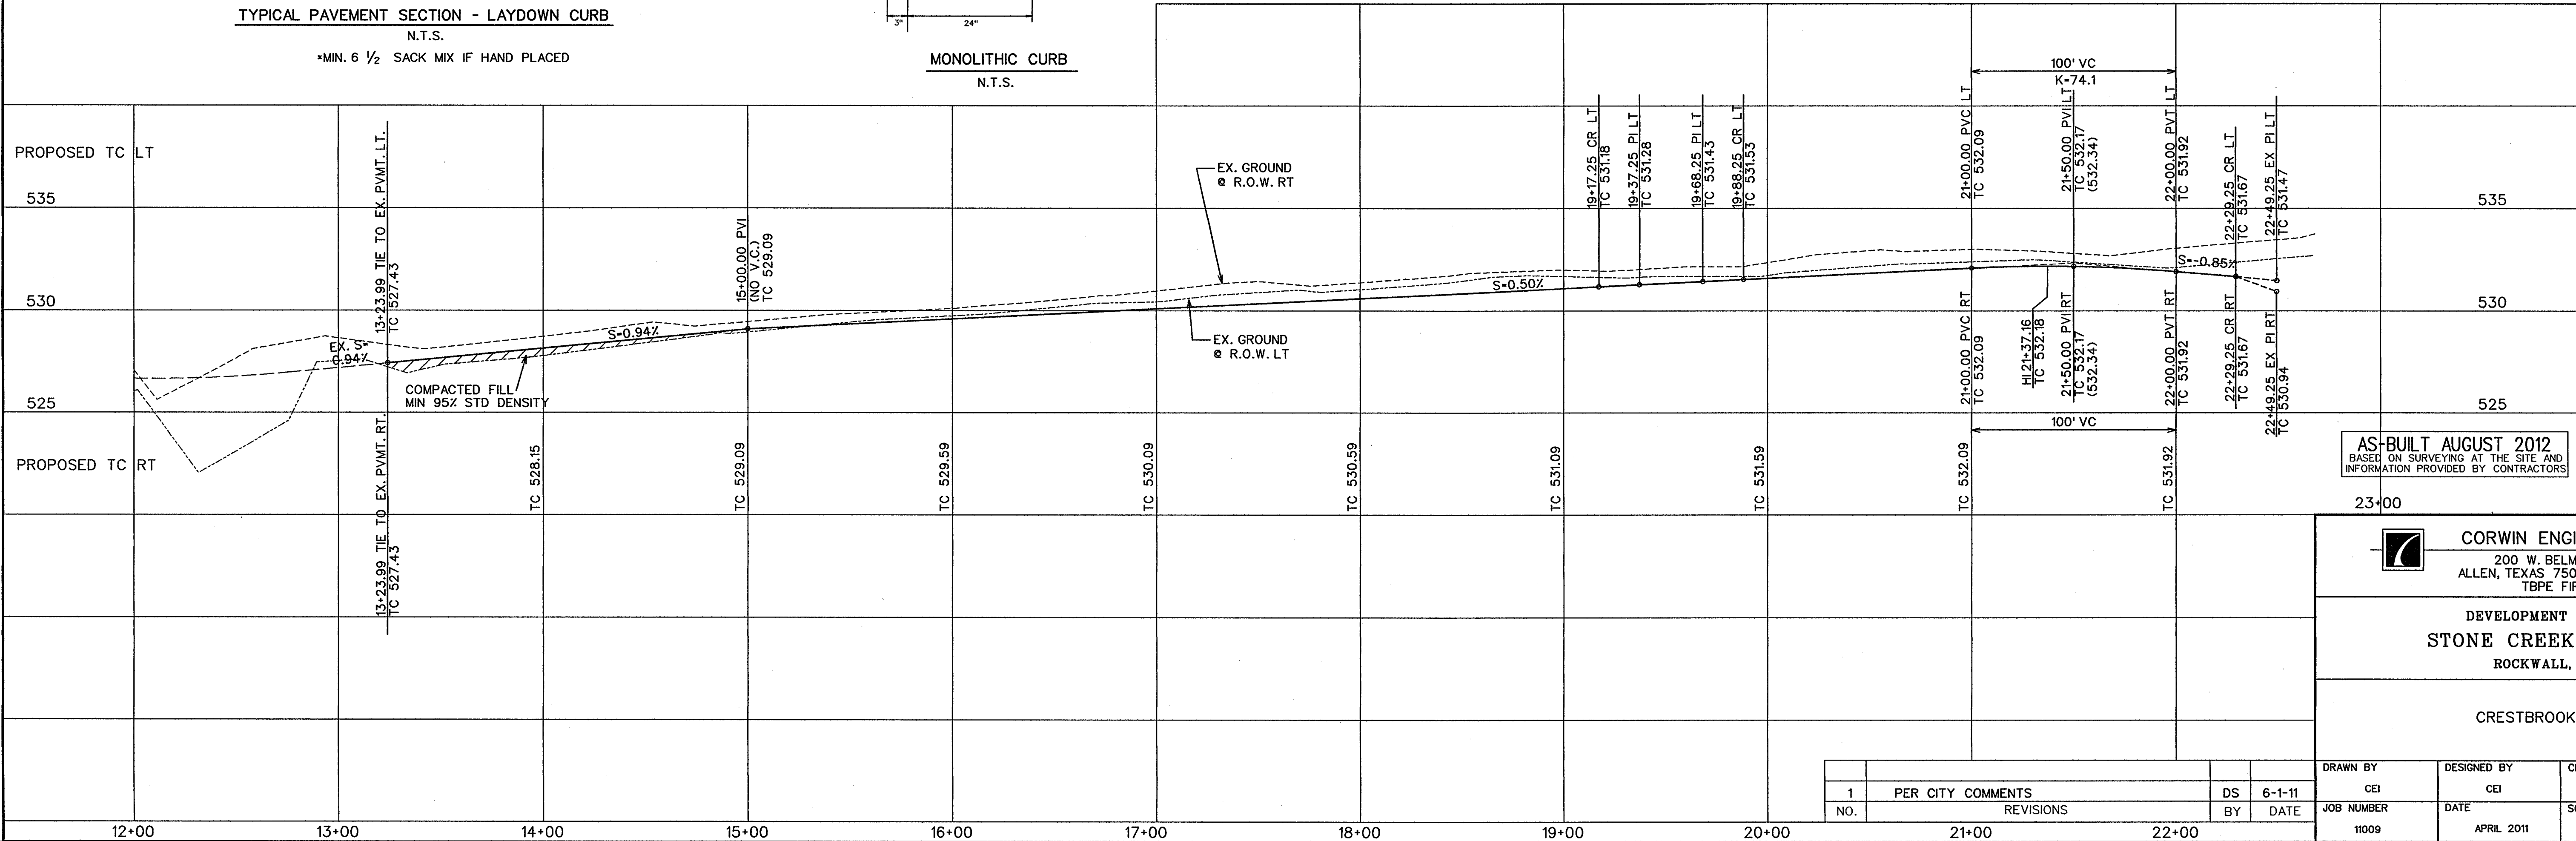 TYPICAL PAVEMENT SECTION - LAYDOWN CURB
N.T.S.
*MIN. 6 1/2 SACK MIX IF HAND PLACED
3"
24"
MONOLITHIC CURB
N.T.S.
PROPOSED TC LT
535
530
525
PROPOSED TC RT
13+23.99 TIE TO EX. PVMT. LT.
TC 527.43
EX. S=
0.94%
13+23.99 TIE TO EX. PVMT. RT.
TC 527.43
COMPACTED FILL
MIN 95% STD DENSITY
S=0.94%
15+00.00 PVI
(NO V.C.)
TC 529.09
EX. GROUND
@ R.O.W. RT
EX. GROUND
@ R.O.W. LT
S=0.50%
19+17.25 CR LT
TC 531.18
19+37.25 PI LT
TC 531.28
19+68.25 PI LT
TC 531.43
19+88.25 CR LT
TC 531.53
100' VC
K=74.1
21+00.00 PVC LT
TC 532.09
21+50.00 PVI LT
TC 532.17
(532.34)
22+00.00 PVT LT
TC 531.92
22+29.25 CR LT
TC 531.67
22+49.25 EX PI LT
TC 531.47
S=-0.85%
21+00.00 PVC RT
TC 532.09
HI 21+37.16
TC 532.18
21+50.00 PVI RT
TC 532.17
(532.34)
22+00.00 PVT RT
TC 531.92
22+29.25 CR RT
TC 531.67
22+49.25 EX PI RT
TC 530.94
100' VC
535
530
525
TC 528.15
TC 529.09
TC 529.59
TC 530.09
TC 530.59
TC 531.09
TC 531.59
TC 532.09
TC 531.92
AS-BUILT AUGUST 2012
BASED ON SURVEYING AT THE SITE AND
INFORMATION PROVIDED BY CONTRACTORS
23+00
CORWIN ENGI
200 W. BELM
ALLEN, TEXAS 750
TBPE FIR
DEVELOPMENT
STONE CREEK
ROCKWALL,
CRESTBROOK
1 PER CITY COMMENTS DS 6-1-11
NO. REVISIONS BY DATE
DRAWN BY DESIGNED BY
CEI CEI
JOB NUMBER DATE
11009 APRIL 2011
12+00 13+00 14+00 15+00 16+00 17+00 18+00 19+00 20+00 21+00 22+00